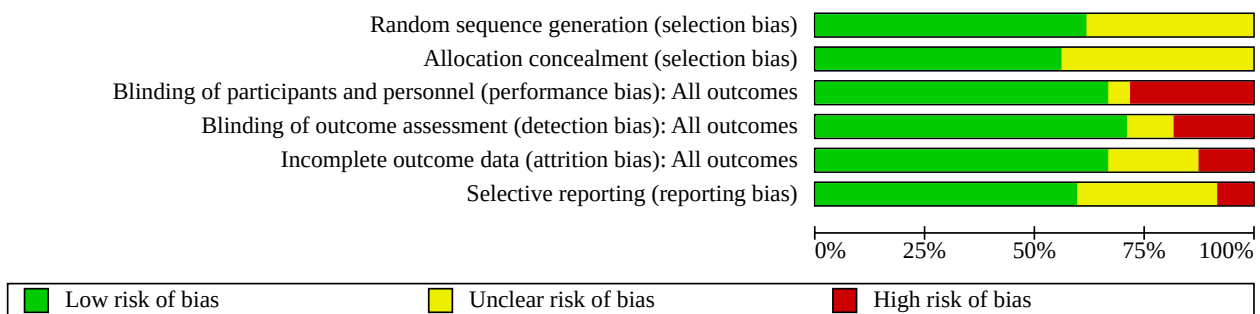 Random sequence generation (selection bias)
Allocation concealment (selection bias)
Blinding of participants and personnel (performance bias): All outcomes
Blinding of outcome assessment (detection bias): All outcomes
Incomplete outcome data (attrition bias): All outcomes
Selective reporting (reporting bias)
0% 25% 50% 75% 100%
Low risk of bias Unclear risk of bias High risk of bias